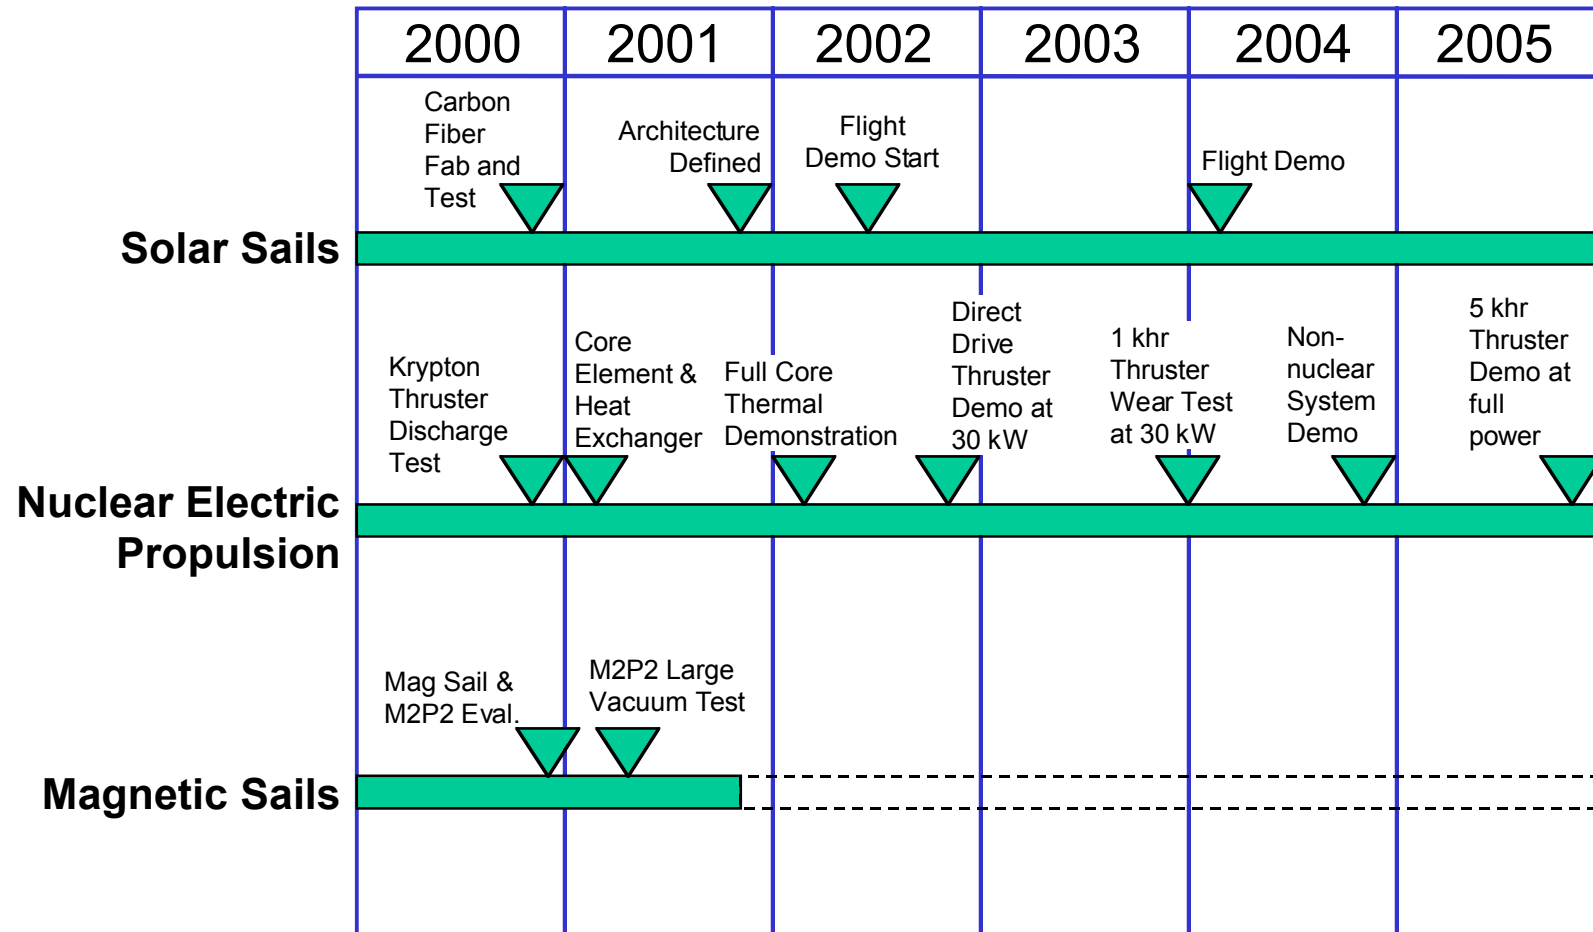 2000 2001 2002 2003 2004 2005
Carbon
Fiber
Fab and
Test
Architecture
Defined
Flight
Demo Start
Flight Demo
Solar Sails
Krypton
Thruster
Discharge
Test
Core
Element &
Heat
Exchanger
Full Core
Thermal
Demonstration
Direct
Drive
Thruster
Demo at
30 kW
1 khr
Thruster
Wear Test
at 30 kW
Non-
nuclear
System
Demo
5 khr
Thruster
Demo at
full
power
Nuclear Electric
Propulsion
Mag Sail &
M2P2 Eval.
M2P2 Large
Vacuum Test
Magnetic Sails